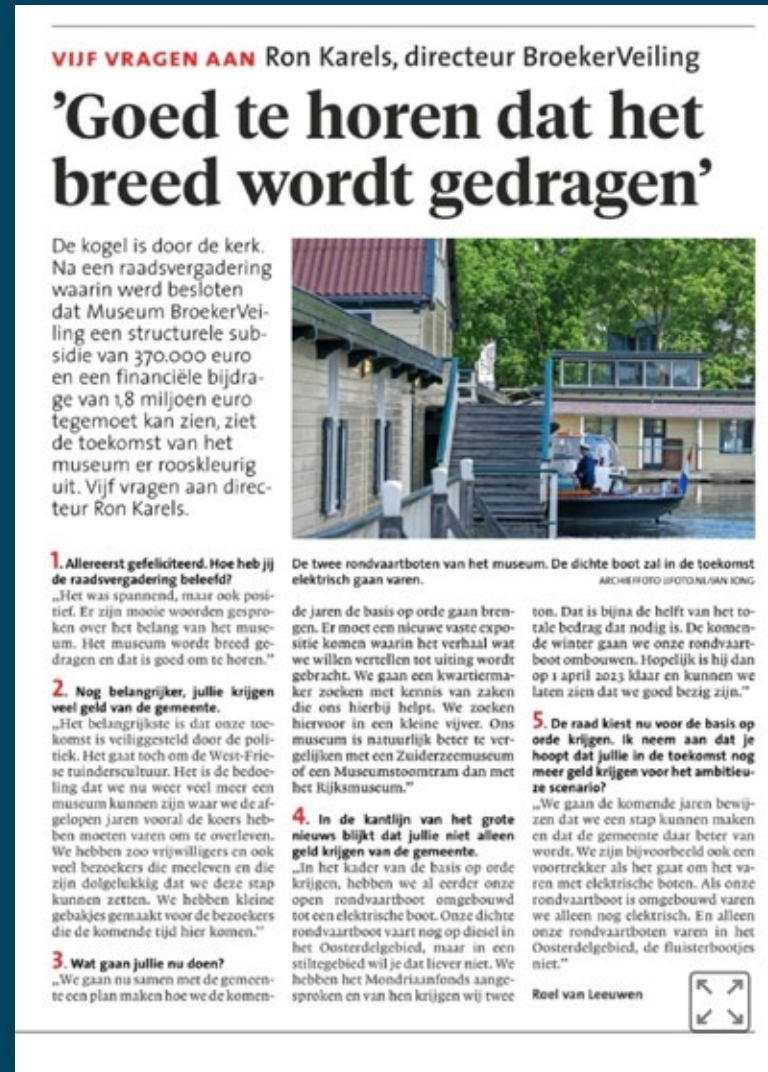 VIJF VRAGEN AAN Ron Karels, directeur BroekerVeiling
’Goed te horen dat het
breed wordt gedragen’
De kogel is door de kerk.
Na een raadsvergadering
waarin werd besloten
dat Museum BroekerVei-
ling een structurele sub-
sidie van 370.000 euro
en een financiële bijdra-
ge van 1,8 miljoen euro
tegemoet kan zien, ziet
de toekomst van het
museum er rooskleurig
uit. Vijf vragen aan direc-
teur Ron Karels.
De twee rondvaartboten van het museum. De dichte boot zal in de toekomst
elektrisch gaan varen.
1. Allereerst gefeliciteerd. Hoe heb jij
de raadsvergadering beleefd?
„Het was spannend, maar ook posi-
tief. Er zijn mooie woorden gespro-
ken over het belang van het muse-
um. Het museum wordt breed ge-
dragen en dat is goed om te horen.”
2. Nog belangrijker, jullie krijgen
veel geld van de gemeente.
„Het belangrijkste is dat onze toe-
komst is veiliggesteld door de poli-
tiek. Het gaat toch om de West-Frie-
se tuinderscultuur. Het is de bedoe-
ling dat we nu weer veel meer een
museum kunnen zijn waar we de af-
gelopen jaren vooral de koers heb-
ben moeten varen om te overleven.
We hebben 200 vrijwilligers en ook
veel bezoekers die meeleven en die
zijn dolgelukkig dat we deze stap
kunnen zetten. We hebben kleine
gebakjes gemaakt voor de bezoekers
die de komende tijd hier komen.”
3. Wat gaan jullie nu doen?
„We gaan nu samen met de gemeen-
te een plan maken hoe we de komen-
de jaren de basis op orde gaan bren-
gen. Er moet een nieuwe vaste expo-
sitie komen waarin het verhaal wat
we willen vertellen tot uiting wordt
gebracht. We gaan een kwartierma-
ker zoeken met kennis van zaken
die ons hierbij helpt. We zoeken
hiervoor in een kleine vijver. Ons
museum is natuurlijk beter te ver-
gelijken met een Zuiderzeemuseum
of een Museumstoomtram dan met
het Rijksmuseum.”
4. In de kantlijn van het grote
nieuws blijkt dat jullie niet alleen
geld krijgen van de gemeente.
„In het kader van de basis op orde
krijgen, hebben we al eerder onze
open rondvaartboot omgebouwd
tot een elektrische boot. Onze dichte
rondvaart vaart nog op diesel in
het Oosterdelgebied, maar in een
stiltegebied wil je dat liever niet. We
hebben het Mondriaanfonds aange-
sproken en van hen krijgen wij twee
ton. Dat is bijna de helft van het to-
tale bedrag dat nodig is. De komen-
de winter gaan we onze rondvaart-
boot ombouwen. Hopelijk is hij dan
op 1 april 2023 klaar en kunnen we
laten zien dat we goed bezig zijn.”
5. De raad kiest nu voor de basis op
orde krijgen. Ik neem aan dat je
hoopt dat jullie in de toekomst nog
meer geld krijgen voor het ambitieu-
ze scenario?
„We gaan de komende jaren bewij-
zen dat we een stap kunnen maken
en dat de gemeente daar beter van
wordt. We zijn bijvoorbeeld ook een
voortrekker als het gaat om het va-
ren met elektrische boten. Als onze
rondvaartboot is omgebouwd varen
we alleen nog elektrisch. En alleen
onze rondvaartboten varen in het
Oosterdelgebied, de fluisterbootjes
niet.”
Roel van Leeuwen